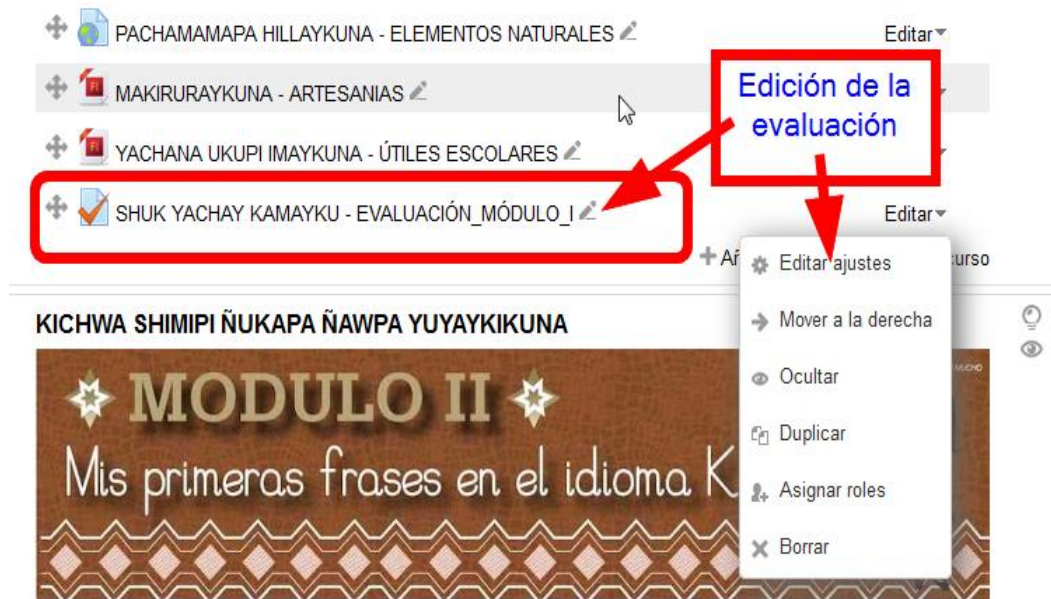 PACHAMAMAPA HILLAYKUNA - ELEMENTOS NATURALES Editar
MAKIRURAYKUNA - ARTESANIAS
Edición de la
evaluación
YACHANA UKUPI IMAYKUNA - ÚTILES ESCOLARES
SHUK YACHAY KAMAYKU - EVALUACIÓN_MÓDULO_I Editar
Editar ajustes
KICHWA SHIMIPI ÑUKAPA ÑAWPA YUYAYKIKUNA
Mover a la derecha
Ocultar
MODULO II
Duplicar
Mis primeras frases en el idioma K
Asignar roles
Borrar